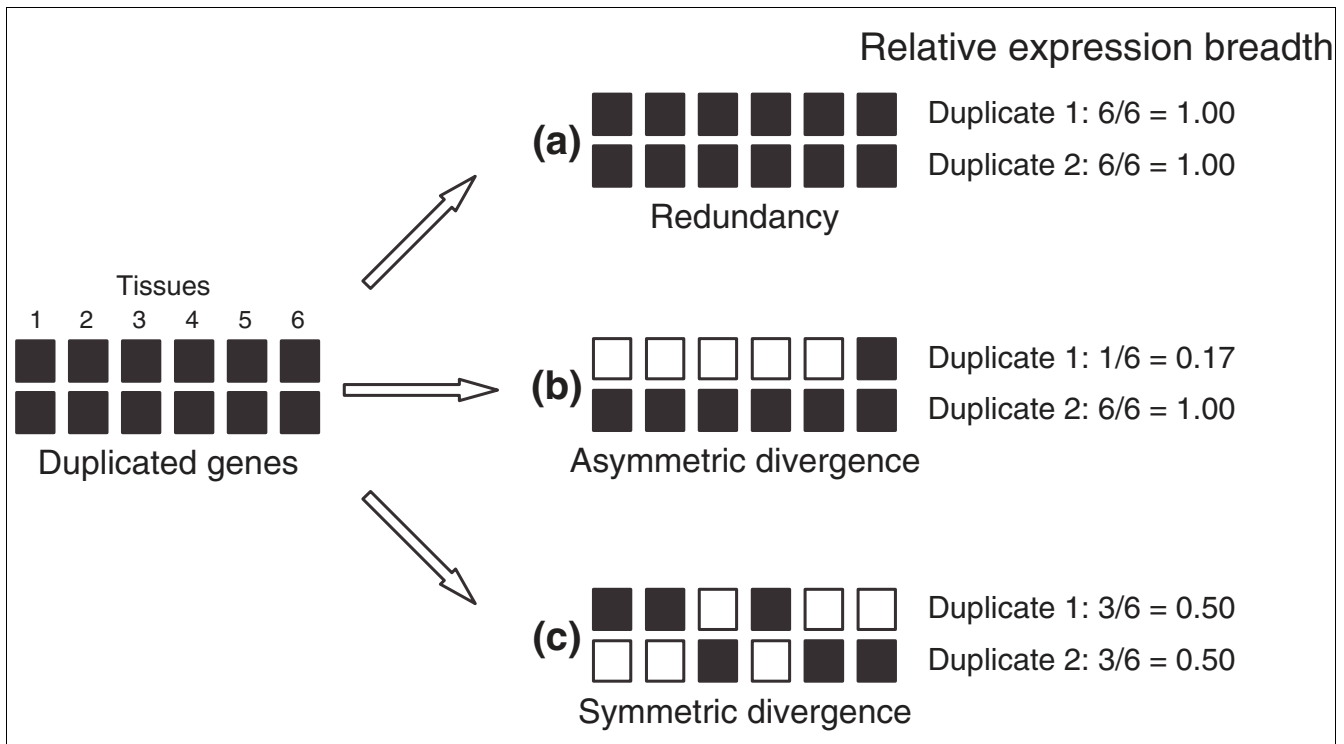 Relative expression breadth
(a)
Duplicate 1: 6/6 = 1.00
Duplicate 2: 6/6 = 1.00
Redundancy
Tissues
1 2 3 4 5 6
Duplicated genes
(b)
Duplicate 1: 1/6 = 0.17
Duplicate 2: 6/6 = 1.00
Asymmetric divergence
(c)
Duplicate 1: 3/6 = 0.50
Duplicate 2: 3/6 = 0.50
Symmetric divergence